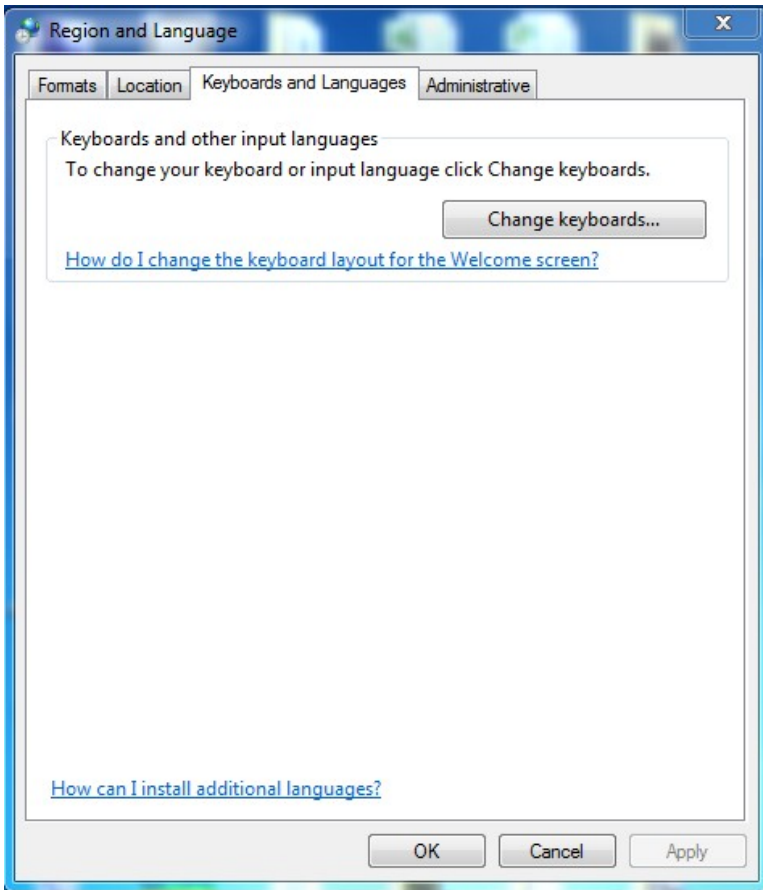 Region and Language
Formats Location Keyboards and Languages Administrative
Keyboards and other input languages
To change your keyboard or input language click Change keyboards.
Change keyboards...
How do I change the keyboard layout for the Welcome screen?
How can I install additional languages?
OK Cancel Apply